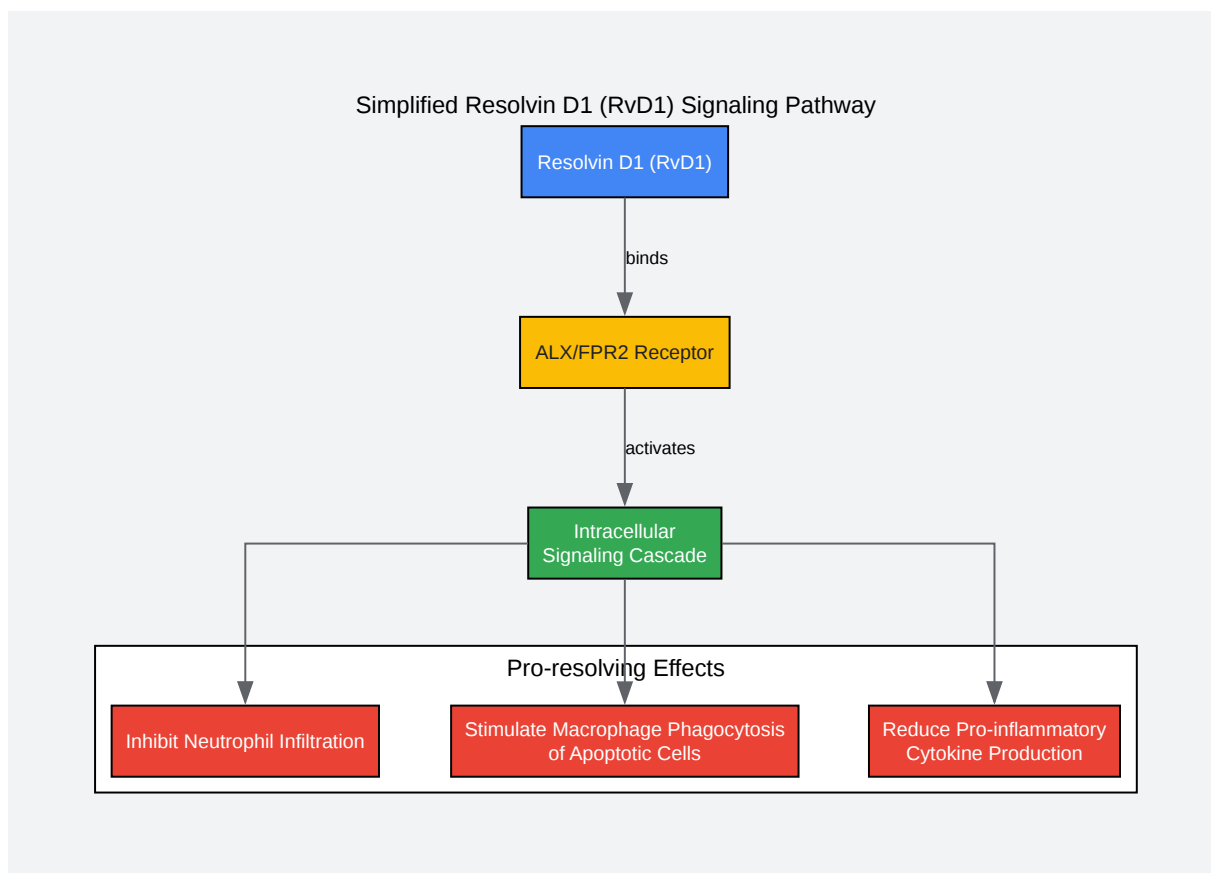 Simplified Resolvin D1 (RvD1) Signaling Pathway
Resolvin D1 (RvD1)
binds
ALX/FPR2 Receptor
activates
Intracellular
Signaling Cascade
Pro-resolving Effects
Inhibit Neutrophil Infiltration
Stimulate Macrophage Phagocytosis
of Apoptotic Cells
Reduce Pro-inflammatory
Cytokine Production